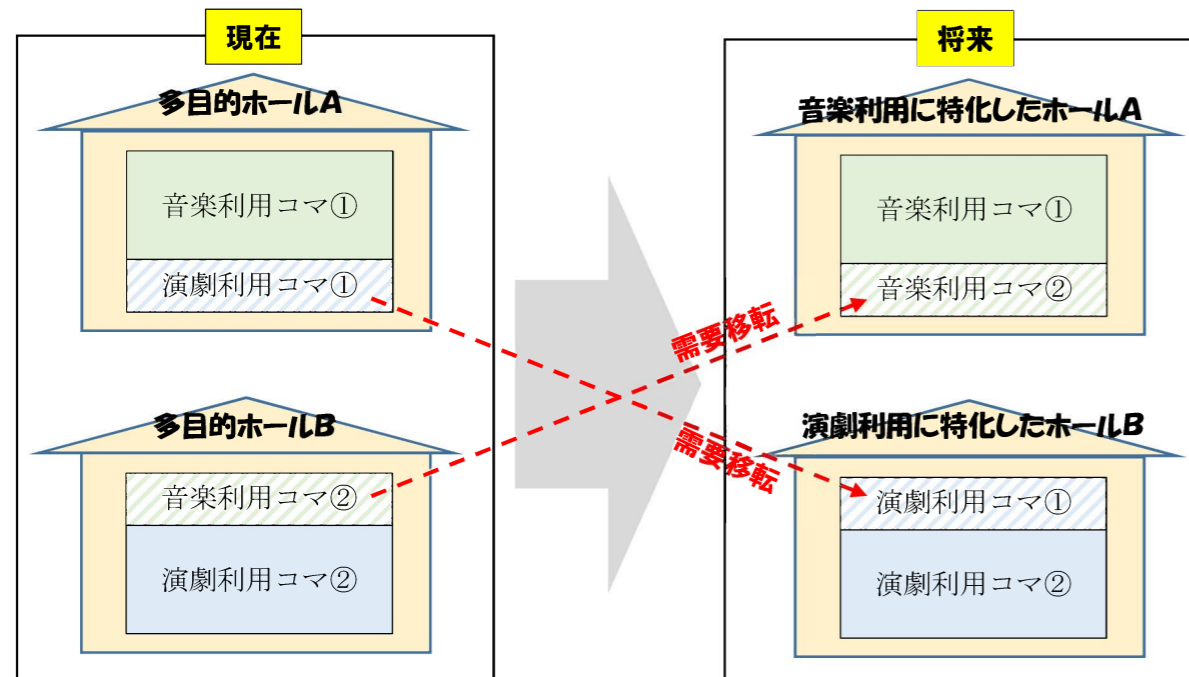 現在
多目的ホールA
音楽利用コマ①
演劇利用コマ①
多目的ホールB
音楽利用コマ②
演劇利用コマ②
需要移転
需要移転
将来
音楽利用に特化したホールA
音楽利用コマ①
音楽利用コマ②
演劇利用に特化したホールB
演劇利用コマ①
演劇利用コマ②